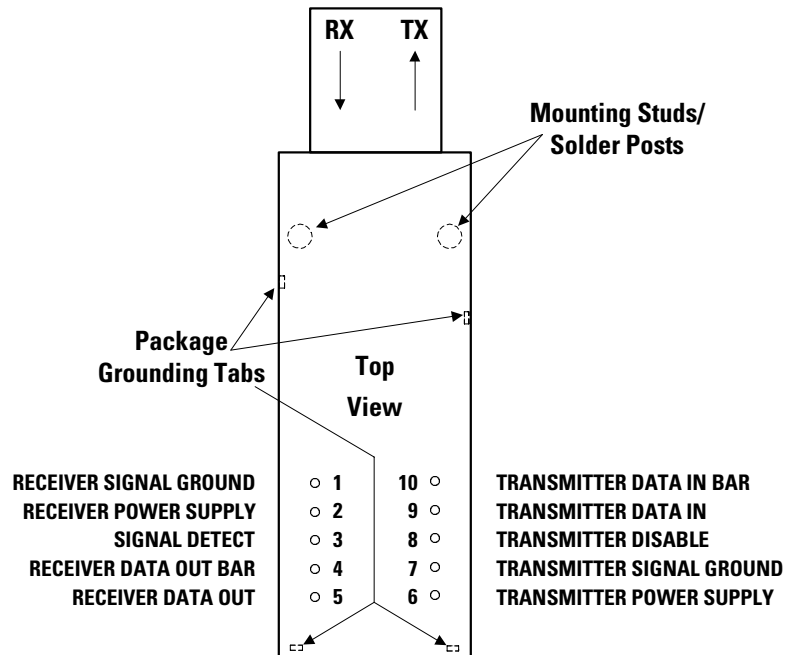 RX TX
Mounting Studs/
Solder Posts
Package
Grounding Tabs
Top
View
RECEIVER SIGNAL GROUND 1 10 TRANSMITTER DATA IN BAR
RECEIVER POWER SUPPLY 2 9 TRANSMITTER DATA IN
SIGNAL DETECT 3 8 TRANSMITTER DISABLE
RECEIVER DATA OUT BAR 4 7 TRANSMITTER SIGNAL GROUND
RECEIVER DATA OUT 5 6 TRANSMITTER POWER SUPPLY